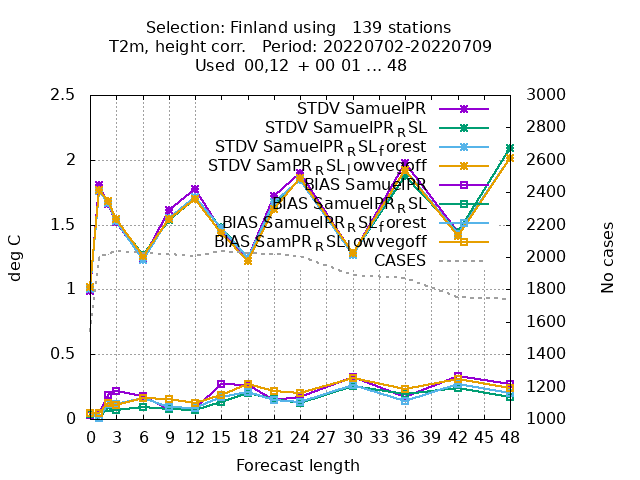 Selection: Finland using 139 stations
T2m, height corr. Period: 20220702-20220709
Used 00,12 + 00 01 ... 48
2.5
2
1.5
1
0.5
0
deg C
3000
2800
2600
2400
2200
2000
1800
1600
1400
1200
1000
No cases
STDV SamuelPR
STDV SamuelPR_RSL
STDV SamuelPR_RSL_forest
STDV SamPR_RSL_lowvegoff
BIAS SamuelPR
BIAS SamuelPR_RSL
BIAS SamuelPR_RSL_forest
BIAS SamPR_RSL_lowvegoff
CASES
0 3 6 9 12 15 18 21 24 27 30 33 36 39 42 45 48
Forecast length